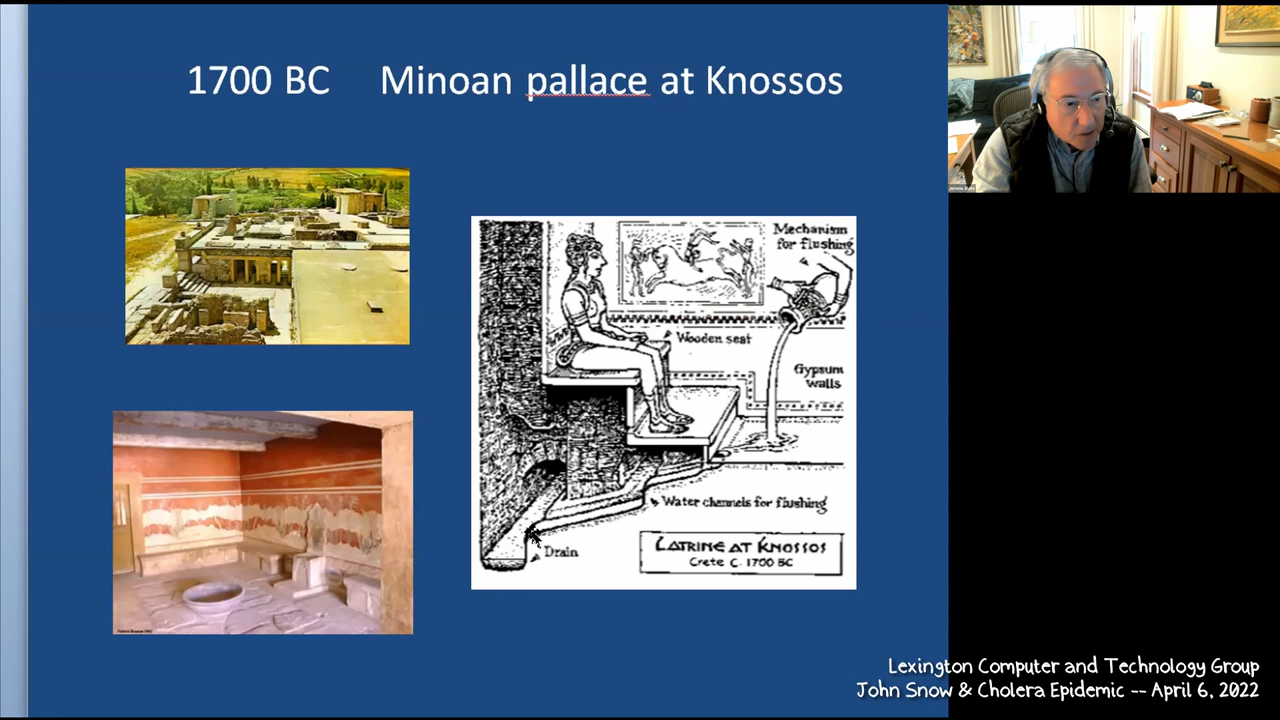 1700 BC Minoan pallace at Knossos
Mechanism
for flushing
Wooden seat
Gypsum
walls
Water channels for flushing
Drain
LATRINE AT KNOSSOS
Crete C. 1700 BC
Lexington Computer and Technology Group
John Snow & Cholera Epidemic -- April 6, 2022